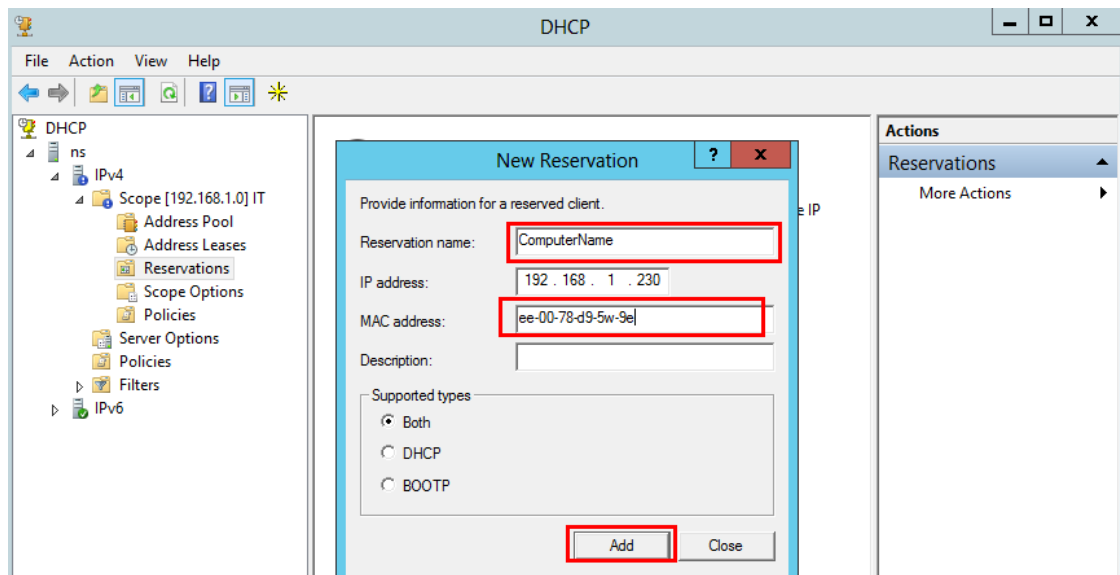 DHCP
File Action View Help
DHCP
ns
IPv4
Scope [192.168.1.0] IT
Address Pool
Address Leases
Reservations
Scope Options
Policies
Server Options
Policies
Filters
IPv6
e IP
New Reservation
Provide information for a reserved client.
Reservation name: ComputerName
IP address: 192 . 168 . 1 . 230
MAC address: ee-00-78-d9-5w-9e
Description:
Supported types
Both
DHCP
BOOTP
Add Close
Actions
Reservations
More Actions